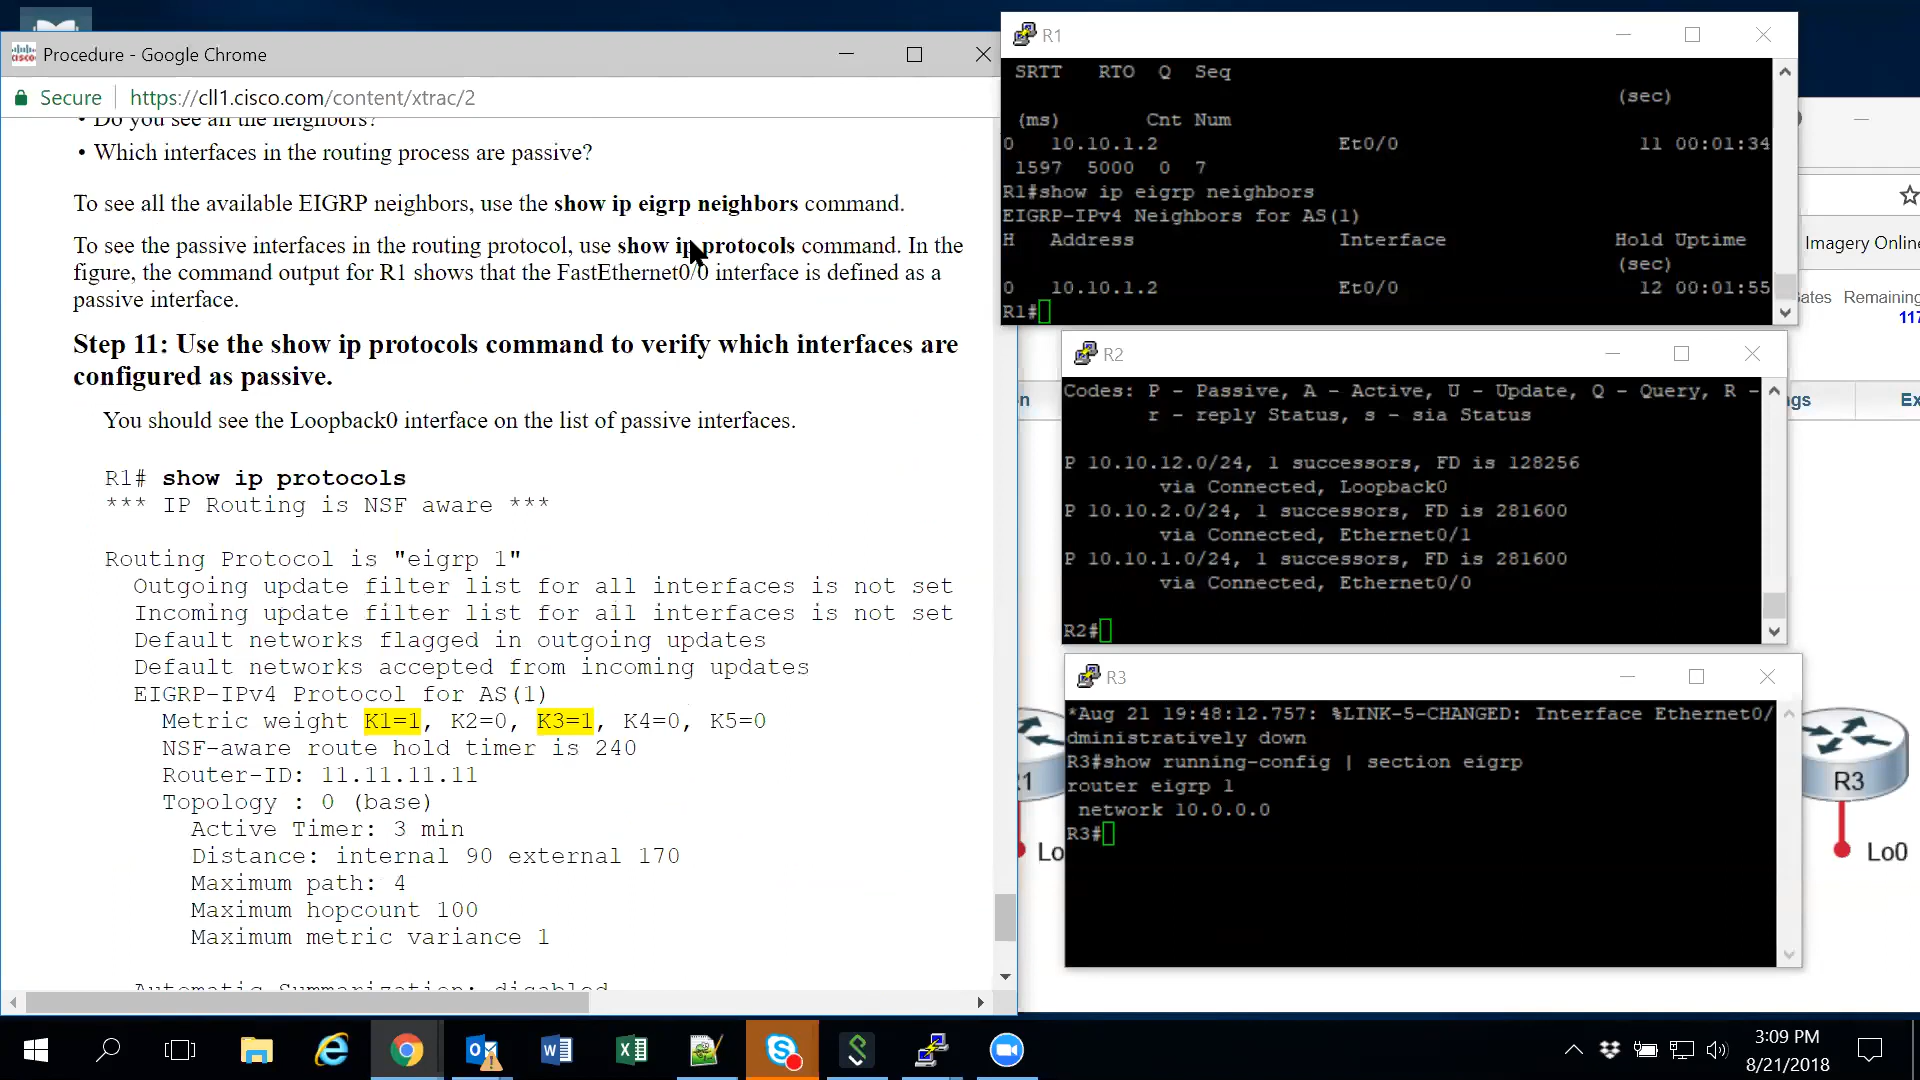 Procedure - Google Chrome
Secure
https://cll1.cisco.com/content/xtrac/2
• Do you see all the neighbors?
• Which interfaces in the routing process are passive?
To see all the available EIGRP neighbors, use the show ip eigrp neighbors command.
To see the passive interfaces in the routing protocol, use show ip protocols command. In the
figure, the command output for R1 shows that the FastEthernet0/0 interface is defined as a
passive interface.
Step 11: Use the show ip protocols command to verify which interfaces are
configured as passive.
You should see the Loopback0 interface on the list of passive interfaces.
R1# show ip protocols
*** IP Routing is NSF aware ***
Routing Protocol is "eigrp 1"
Outgoing update filter list for all interfaces is not set
Incoming update filter list for all interfaces is not set
Default networks flagged in outgoing updates
Default networks accepted from incoming updates
EIGRP-IPv4 Protocol for AS(1)
Metric weight K1=1, K2=0, K3=1, K4=0, K5=0
NSF-aware route hold timer is 240
Router-ID: 11.11.11.11
Topology : 0 (base)
Active Timer: 3 min
Distance: internal 90 external 170
Maximum path: 4
Maximum hopcount 100
Maximum metric variance 1
Automatic Summarization: disabled
R1
SRTT RTO Q Seq
(sec)
(ms) Cnt Num
0 10.10.1.2 Et0/0 11 00:01:34
1597 5000 0 7
R1#show ip eigrp neighbors
EIGRP-IPv4 Neighbors for AS(1)
H Address Interface Hold Uptime
(sec)
0 10.10.1.2 Et0/0 12 00:01:55
R1#
R2
Codes: P - Passive, A - Active, U - Update, Q - Query, R -
r - reply Status, s - sia Status
P 10.10.12.0/24, 1 successors, FD is 128256
via Connected, Loopback0
P 10.10.2.0/24, 1 successors, FD is 281600
via Connected, Ethernet0/1
P 10.10.1.0/24, 1 successors, FD is 281600
via Connected, Ethernet0/0
R2#
R3
*Aug 21 19:48:12.757: %LINK-5-CHANGED: Interface Ethernet0/
dministratively down
R3#show running-config | section eigrp
router eigrp 1
network 10.0.0.0
R3#
Imagery Online
ates Remaining
117
n
ngs
Ex
R3
Lo
Lo0
3:09 PM
8/21/2018